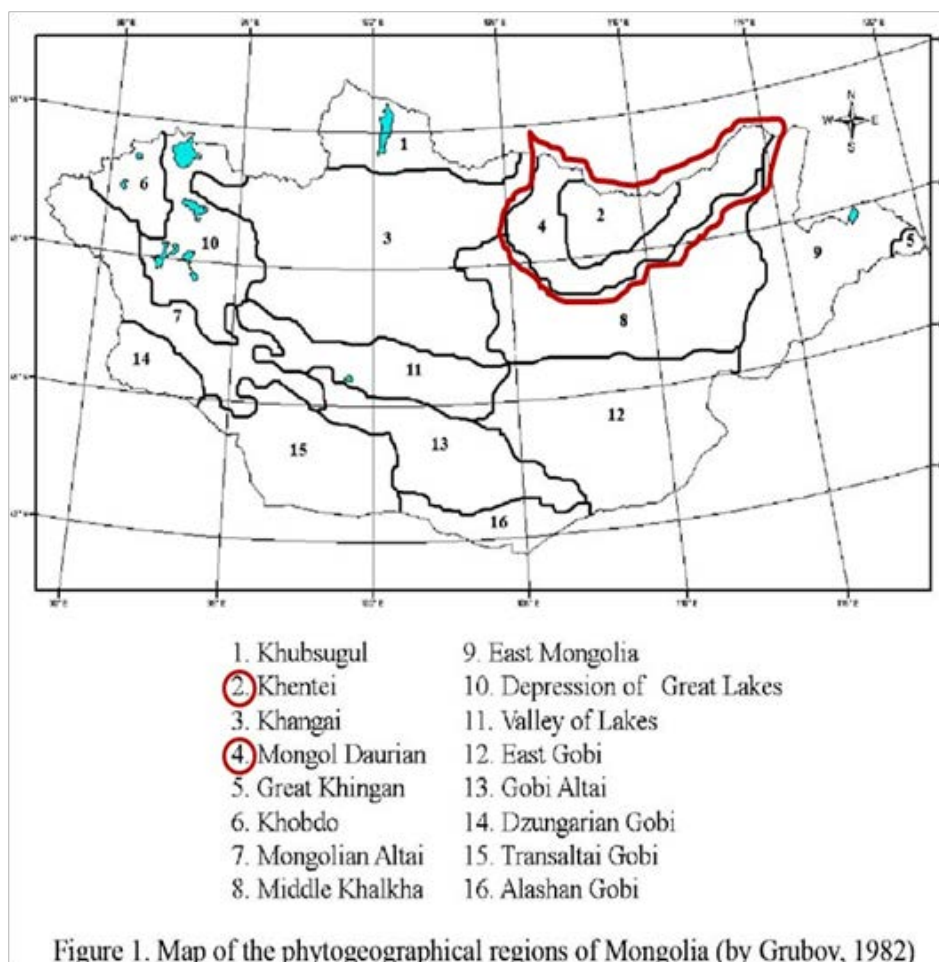 N
W E
S
1
6
4
2
3
10
9
5
7
8
14
11
12
13
15
16
1. Khubsugul 9. East Mongolia
2. Khentei 10. Depression of Great Lakes
3. Khangai 11. Valley of Lakes
4. Mongol Daurian 12. East Gobi
5. Great Khingan 13. Gobi Altai
6. Khobdo 14. Dzungarian Gobi
7. Mongolian Altai 15. Transaltai Gobi
8. Middle Khalkha 16. Alashan Gobi
Figure 1. Map of the phytogeographical regions of Mongolia (by Grubov, 1982)